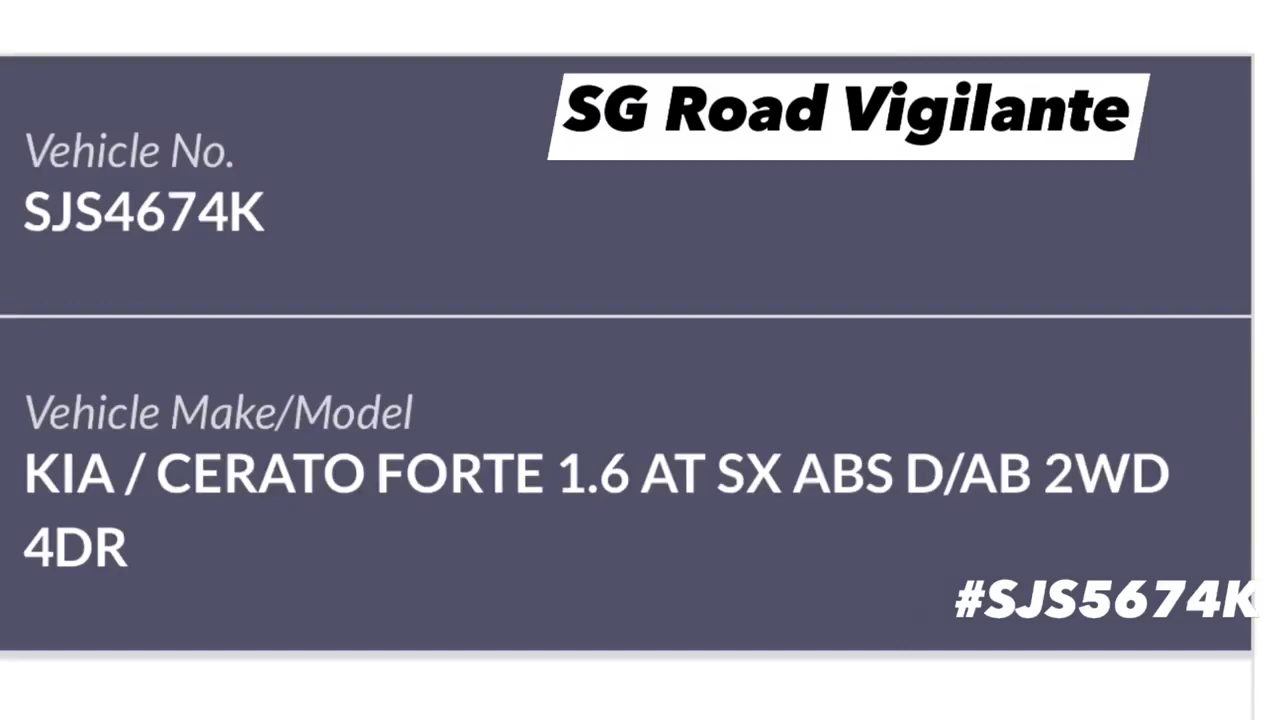 SG Road Vigilante
Vehicle No.
SJS4674K
Vehicle Make/Model
KIA / CERATO FORTE 1.6 AT SX ABS D/AB 2WD
4DR
#SJS5674K